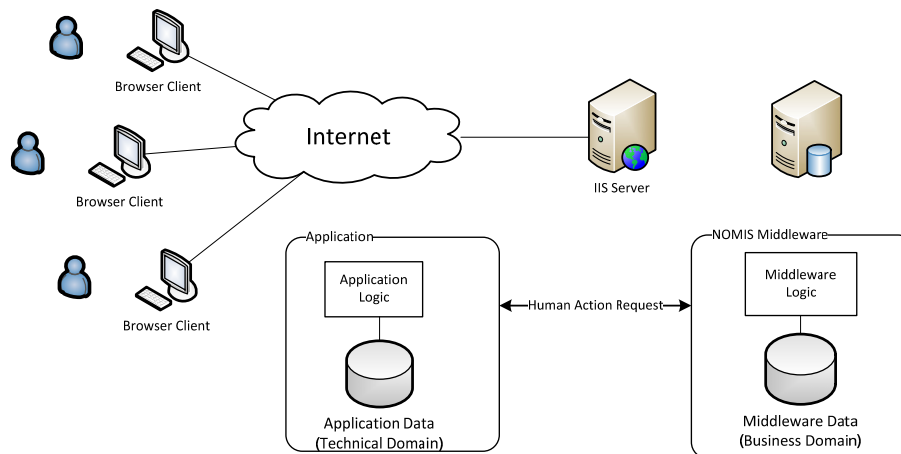 Browser Client
Internet
IIS Server
Browser Client
Browser Client
Application
Application
Logic
Application Data
(Technical Domain)
Human Action Request
NOMIS Middleware
Middleware
Logic
Middleware Data
(Business Domain)